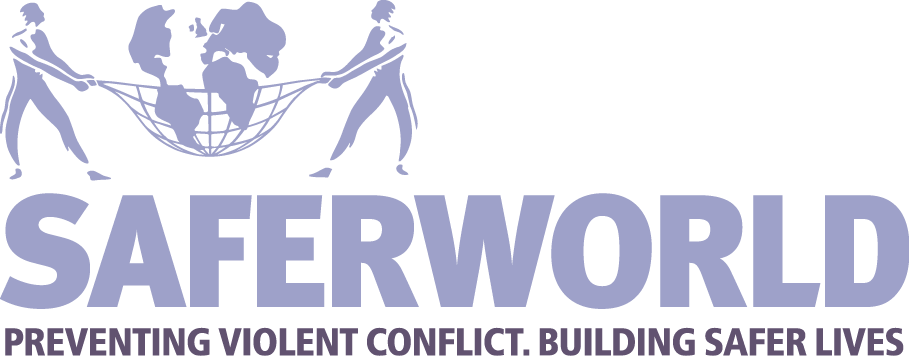 SAFERWORLD
PREVENTING VIOLENT CONFLICT. BUILDING SAFER LIVES